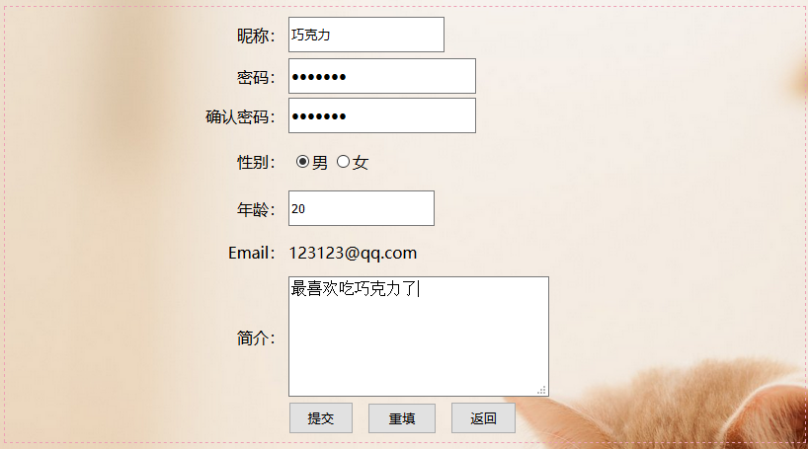 昵称: 巧克力
密码: •••••••
确认密码: •••••••
性别: 男 女
年龄: 20
Email: 123123@qq.com
最喜欢吃巧克力了
简介:
提交 重填 返回